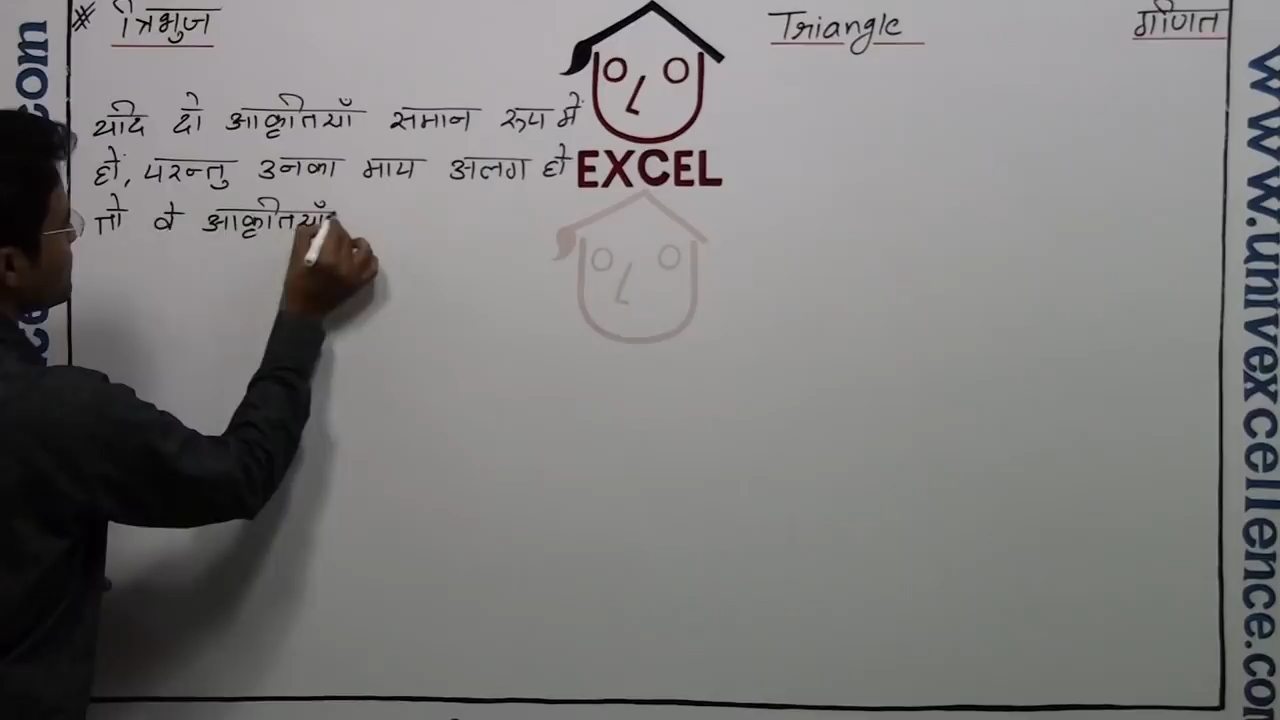 * त्रिभुज
Triangle
गणित
यदि दो आकृतियाँ समान रूप में
हों, परन्तु उनका माप अलग हो
तो वे आकृतियाँ
EXCEL
www.univexcellence.com